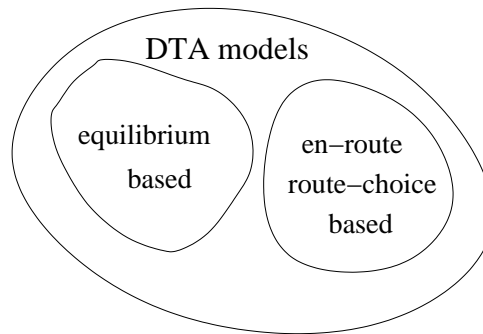 DTA models
equilibrium
based
en−route
route−choice
based